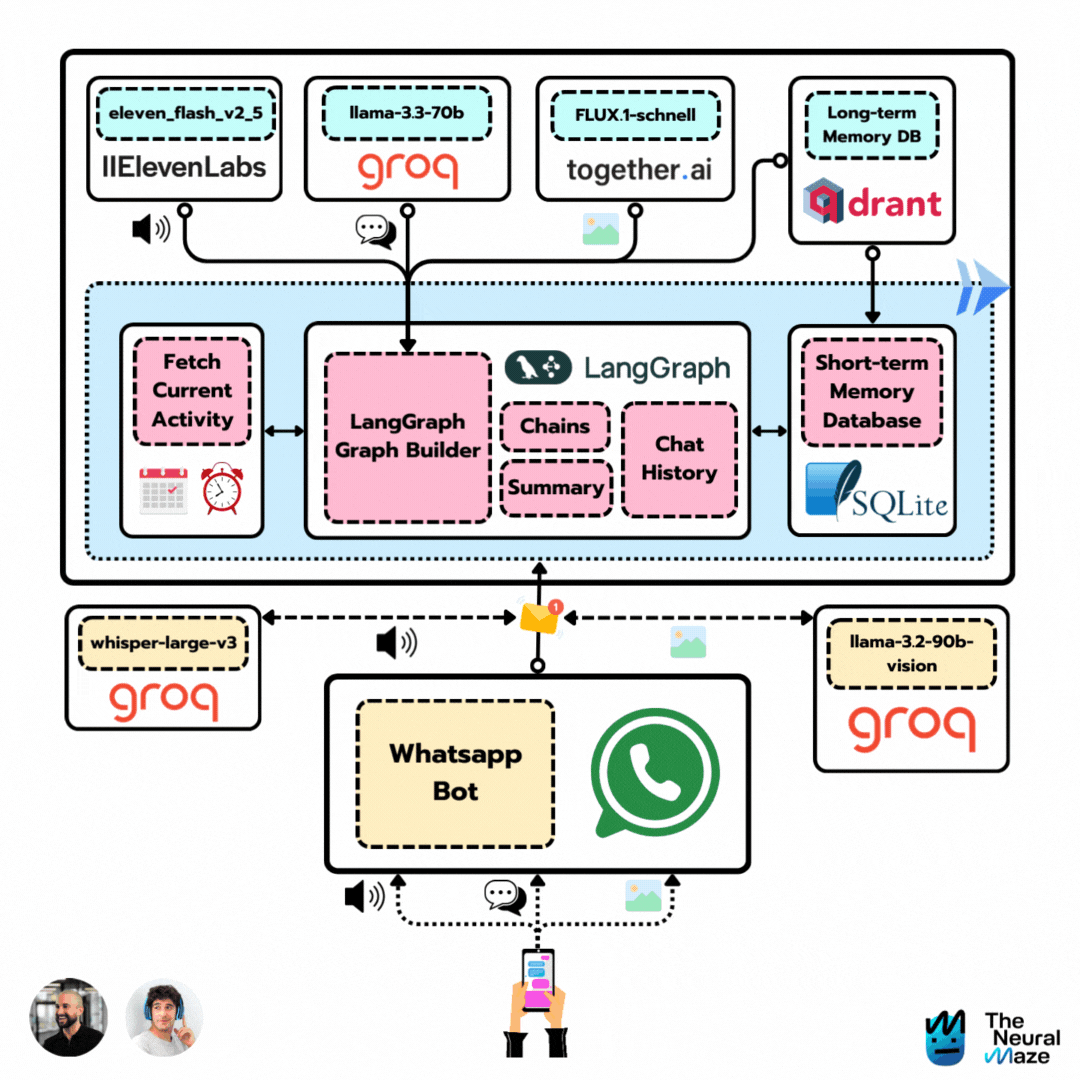 eleven_flash_v2_5
IIElevenLabs
llama-3.3-70b
groq
FLUX.1-schnell
together.ai
Long-term
Memory DB
qdrant
Fetch
Current
Activity
LangGraph
Graph Builder
LangGraph
Chains
Summary
Chat
History
Short-term
Memory
Database
SQLite
1
whisper-large-v3
groq
llama-3.2-90b-
vision
groq
Whatsapp
Bot
The
Neural
Maze